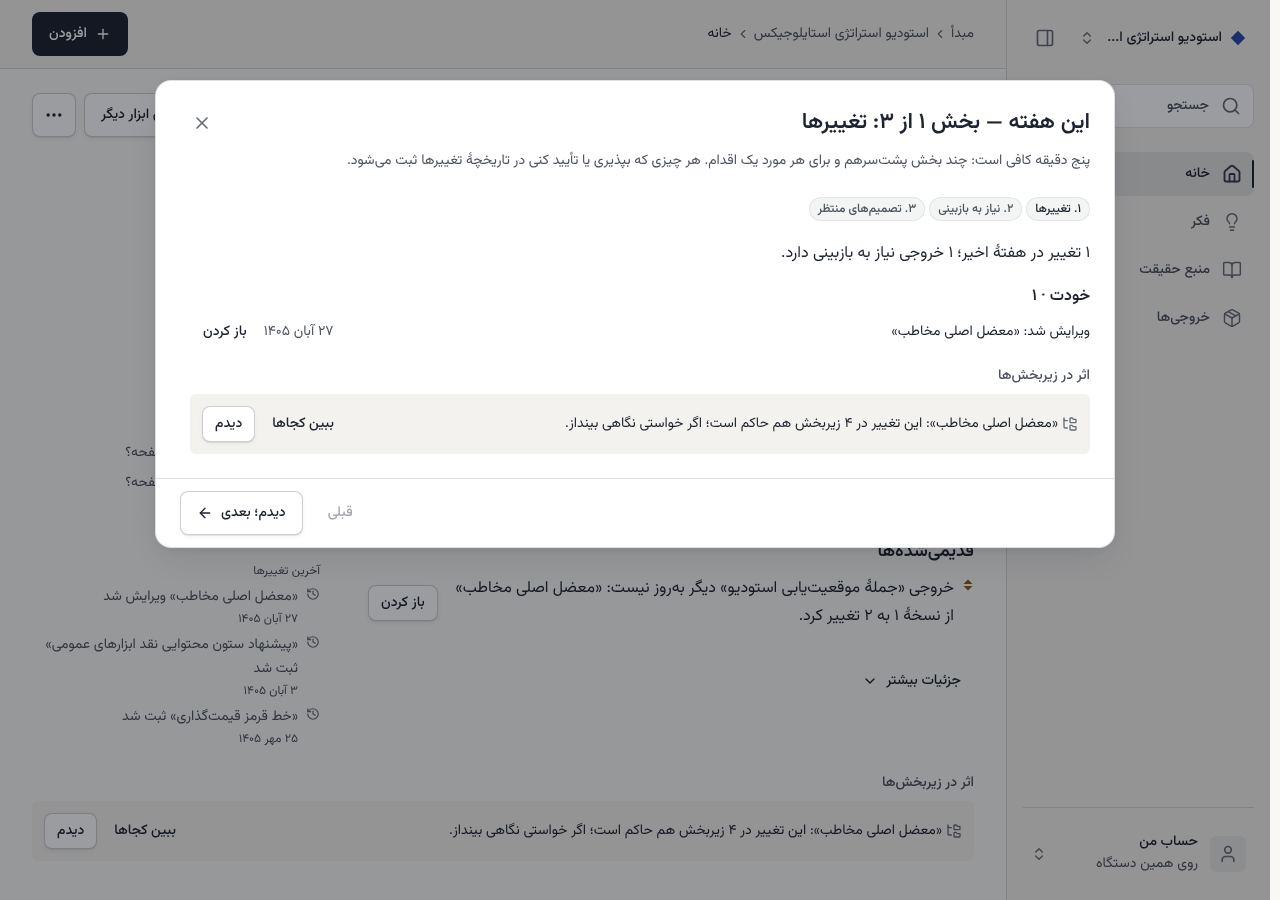 استودیو استراتژی ا...
مبدأ › استودیو استراتژی استایلوجیکس › خانه
افزودن
جستجو
ابزار دیگر
خانه
فکر
منبع حقیقت
خروجی‌ها
این هفته — بخش ۱ از ۳: تغییرها
پنج دقیقه کافی است: چند بخش پشت‌سرهم و برای هر مورد یک اقدام. هر چیزی که بپذیری یا تأیید کنی در تاریخچهٔ تغییرها ثبت می‌شود.
۱. تغییرها
۲. نیاز به بازبینی
۳. تصمیم‌های منتظر
۱ تغییر در هفتهٔ اخیر؛ ۱ خروجی نیاز به بازبینی دارد.
خودت · ۱
ویرایش شد: «معضل اصلی مخاطب»
۲۷ آبان ۱۴۰۵
باز کردن
اثر در زیربخش‌ها
«معضل اصلی مخاطب»: این تغییر در ۴ زیربخش هم حاکم است؛ اگر خواستی نگاهی بینداز.
ببین کجاها
دیدم
قبلی
دیدم؛ بعدی
قدیمی‌شده‌ها
خروجی «جملهٔ موقعیت‌یابی استودیو» دیگر به‌روز نیست: «معضل اصلی مخاطب»
از نسخهٔ ۱ به ۲ تغییر کرد.
باز کردن
جزئیات بیشتر
آخرین تغییرها
«معضل اصلی مخاطب» ویرایش شد
۲۷ آبان ۱۴۰۵
«پیشنهاد ستون محتوایی نقد ابزارهای عمومی»
ثبت شد
۳ آبان ۱۴۰۵
«خط قرمز قیمت‌گذاری» ثبت شد
۲۵ مهر ۱۴۰۵
اثر در زیربخش‌ها
«معضل اصلی مخاطب»: این تغییر در ۴ زیربخش هم حاکم است؛ اگر خواستی نگاهی بینداز.
ببین کجاها
دیدم
حساب من
روی همین دستگاه